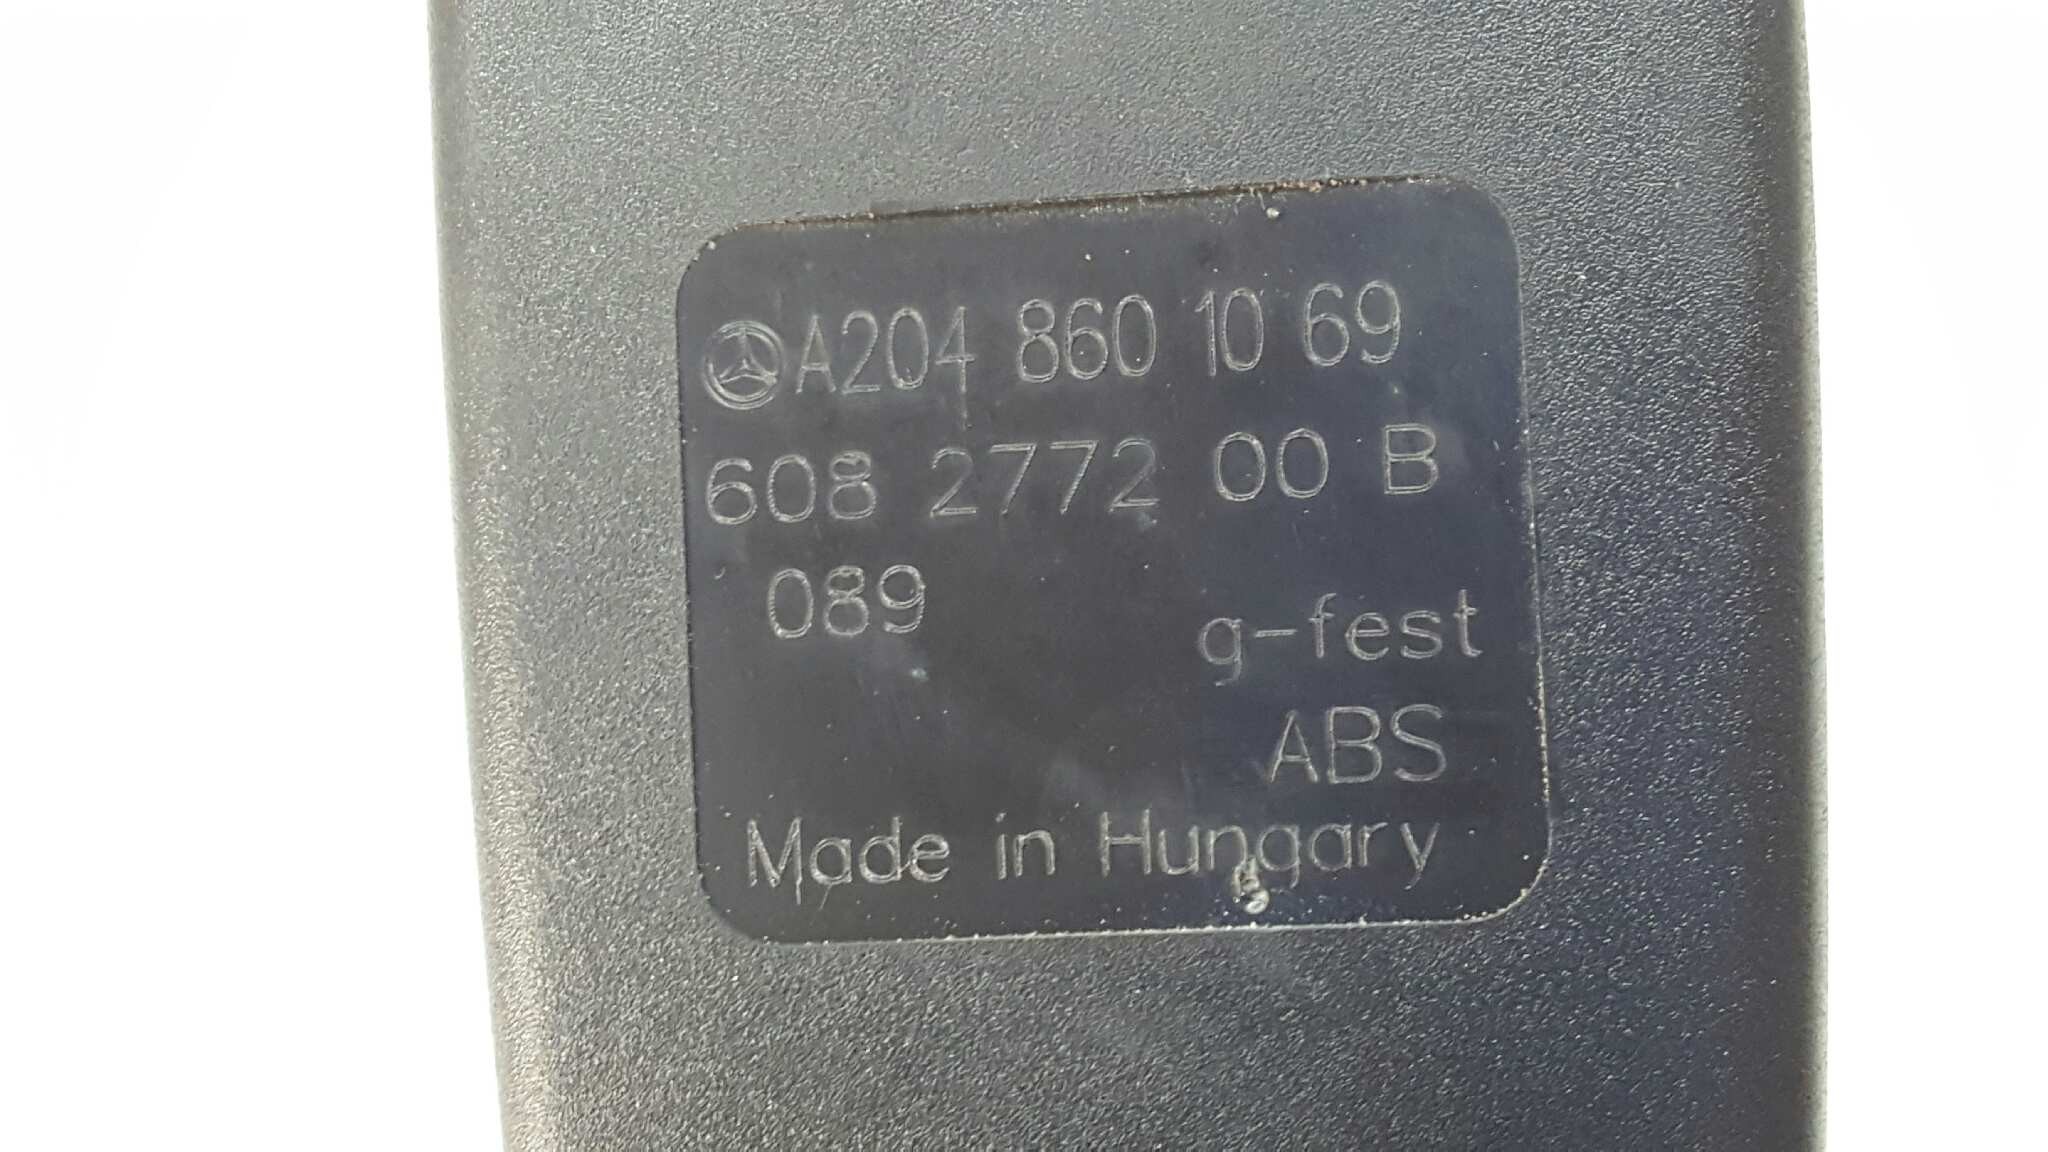 A204 860 10 69
608 2772 00 B
089
g-fest
ABS
Made in Hungary